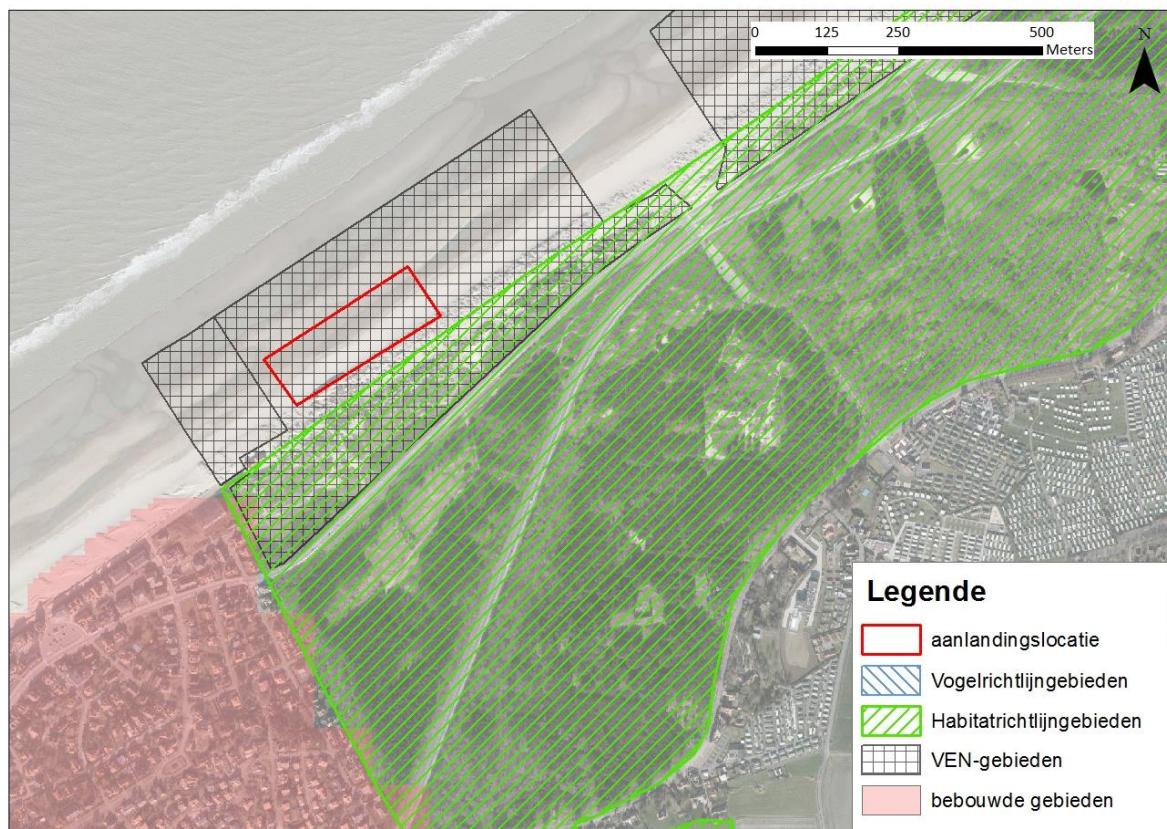 0 125 250 500
Meters
N
Legende
aanlandingslocatie
Vogelrichtlijngebieden
Habitatrichtlijngebieden
VEN-gebieden
bebouwde gebieden